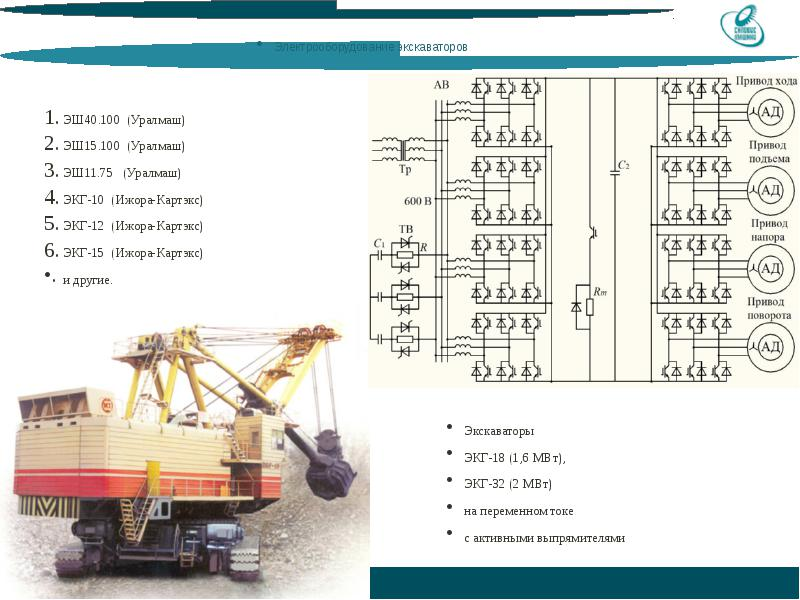 Электрооборудование экскаваторов
1. ЭШ40.100 (Уралмаш)
2. ЭШ15.100 (Уралмаш)
3. ЭШ11.75 (Уралмаш)
4. ЭКГ-10 (Ижора-Картэкс)
5. ЭКГ-12 (Ижора-Картэкс)
6. ЭКГ-15 (Ижора-Картэкс)
• . и другие.
АВ
Тр
600 В
ТВ
C₁
R
C₂
Rт
Привод хода
АД
Привод
подъема
АД
Привод
напора
АД
Привод
поворота
АД
• Экскаваторы
• ЭКГ-18 (1,6 МВт),
• ЭКГ-32 (2 МВт)
• на переменном токе
• с активными выпрямителями